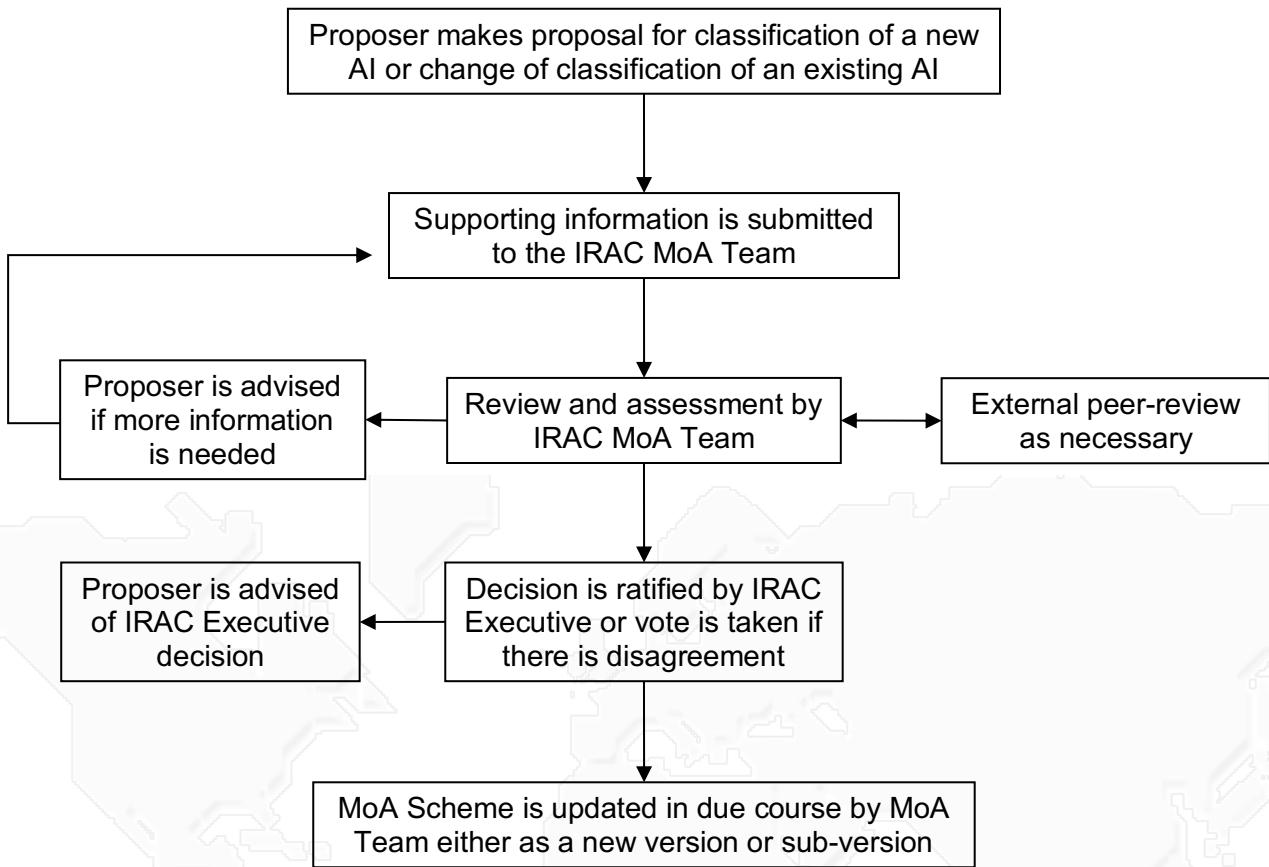 Proposer makes proposal for classification of a new
AI or change of classification of an existing AI
Supporting information is submitted
to the IRAC MoA Team
Proposer is advised
if more information
is needed
Review and assessment by
IRAC MoA Team
External peer-review
as necessary
Proposer is advised
of IRAC Executive
decision
Decision is ratified by IRAC
Executive or vote is taken if
there is disagreement
MoA Scheme is updated in due course by MoA
Team either as a new version or sub-version